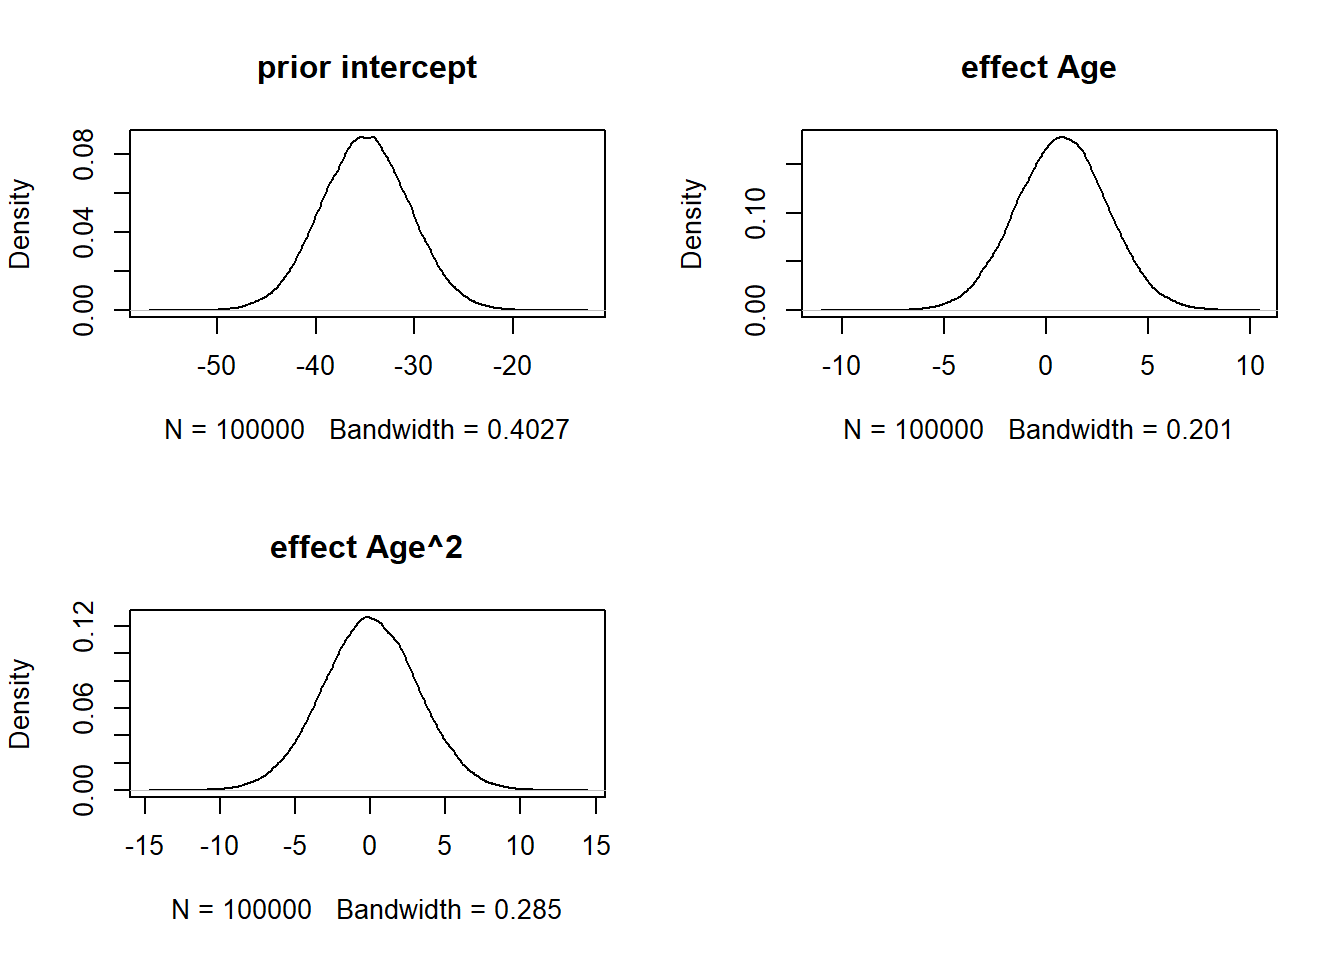 prior intercept
Density
0.00 0.04 0.08
-50 -40 -30 -20
N = 100000 Bandwidth = 0.4027
effect Age
Density
0.00 0.10
-10 -5 0 5 10
N = 100000 Bandwidth = 0.201
effect Age^2
Density
0.00 0.06 0.12
-15 -10 -5 0 5 10 15
N = 100000 Bandwidth = 0.285